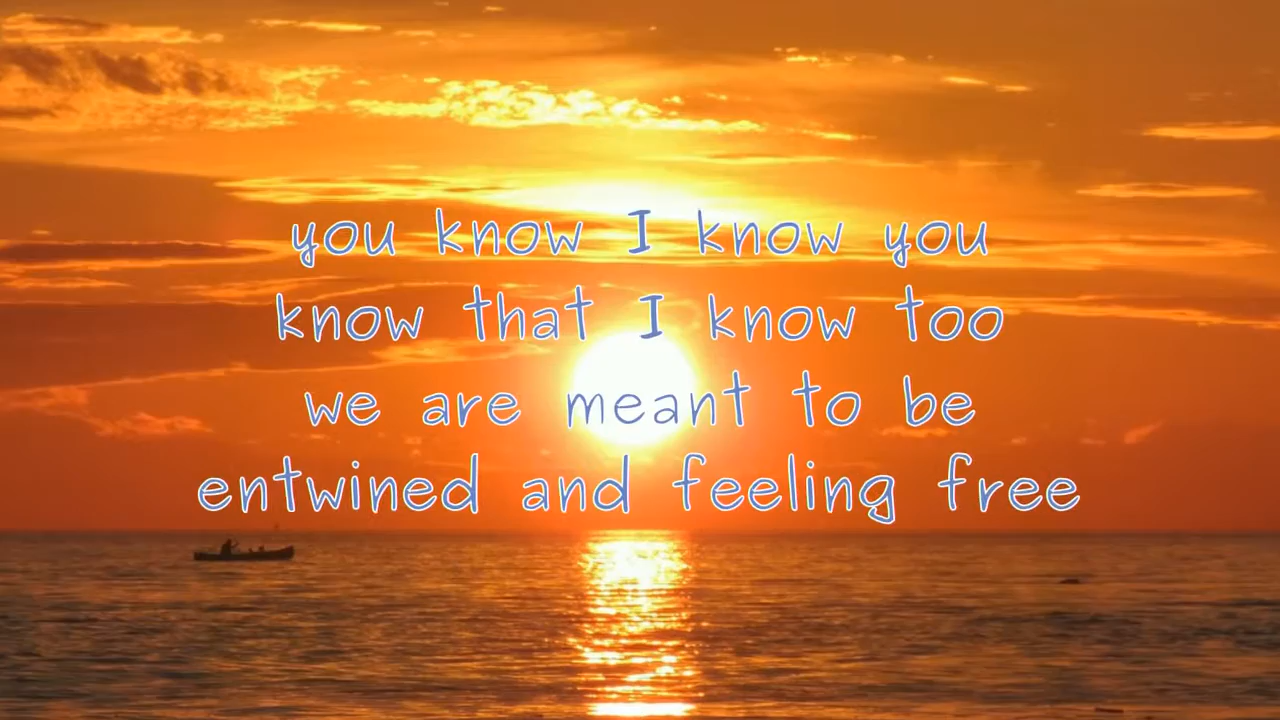 you know I know you
know that I know too
we are meant to be
entwined and feeling free